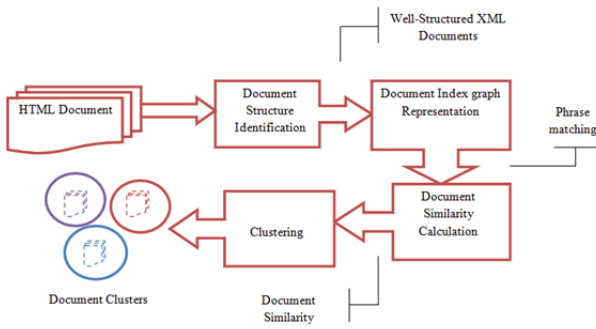 Well-Structured XML
Documents
HTML Document
Document
Structure
Identification
Document Index graph
Representation
Phrase
matching
Document
Similarity
Calculation
Clustering
Document Clusters
Document
Similarity